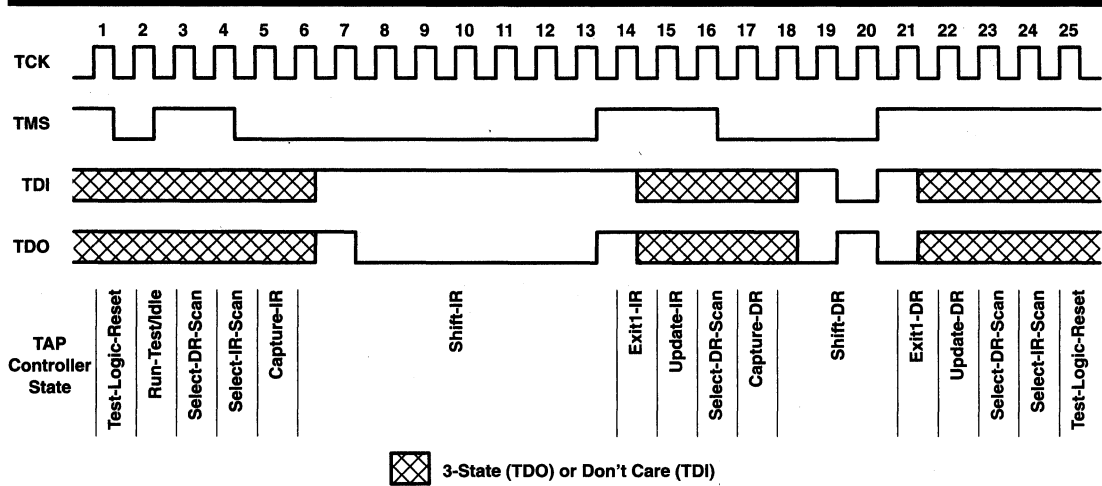 1 2 3 4 5 6 7 8 9 10 11 12 13 14 15 16 17 18 19 20 21 22 23 24 25
TCK
TMS
TDI
TDO
TAP
Controller
State
Test-Logic-Reset
Run-Test/Idle
Select-DR-Scan
Select-IR-Scan
Capture-IR
Shift-IR
Exit1-IR
Update-IR
Select-DR-Scan
Capture-DR
Shift-DR
Exit1-DR
Update-DR
Select-DR-Scan
Select-IR-Scan
Test-Logic-Reset
3-State (TDO) or Don't Care (TDI)